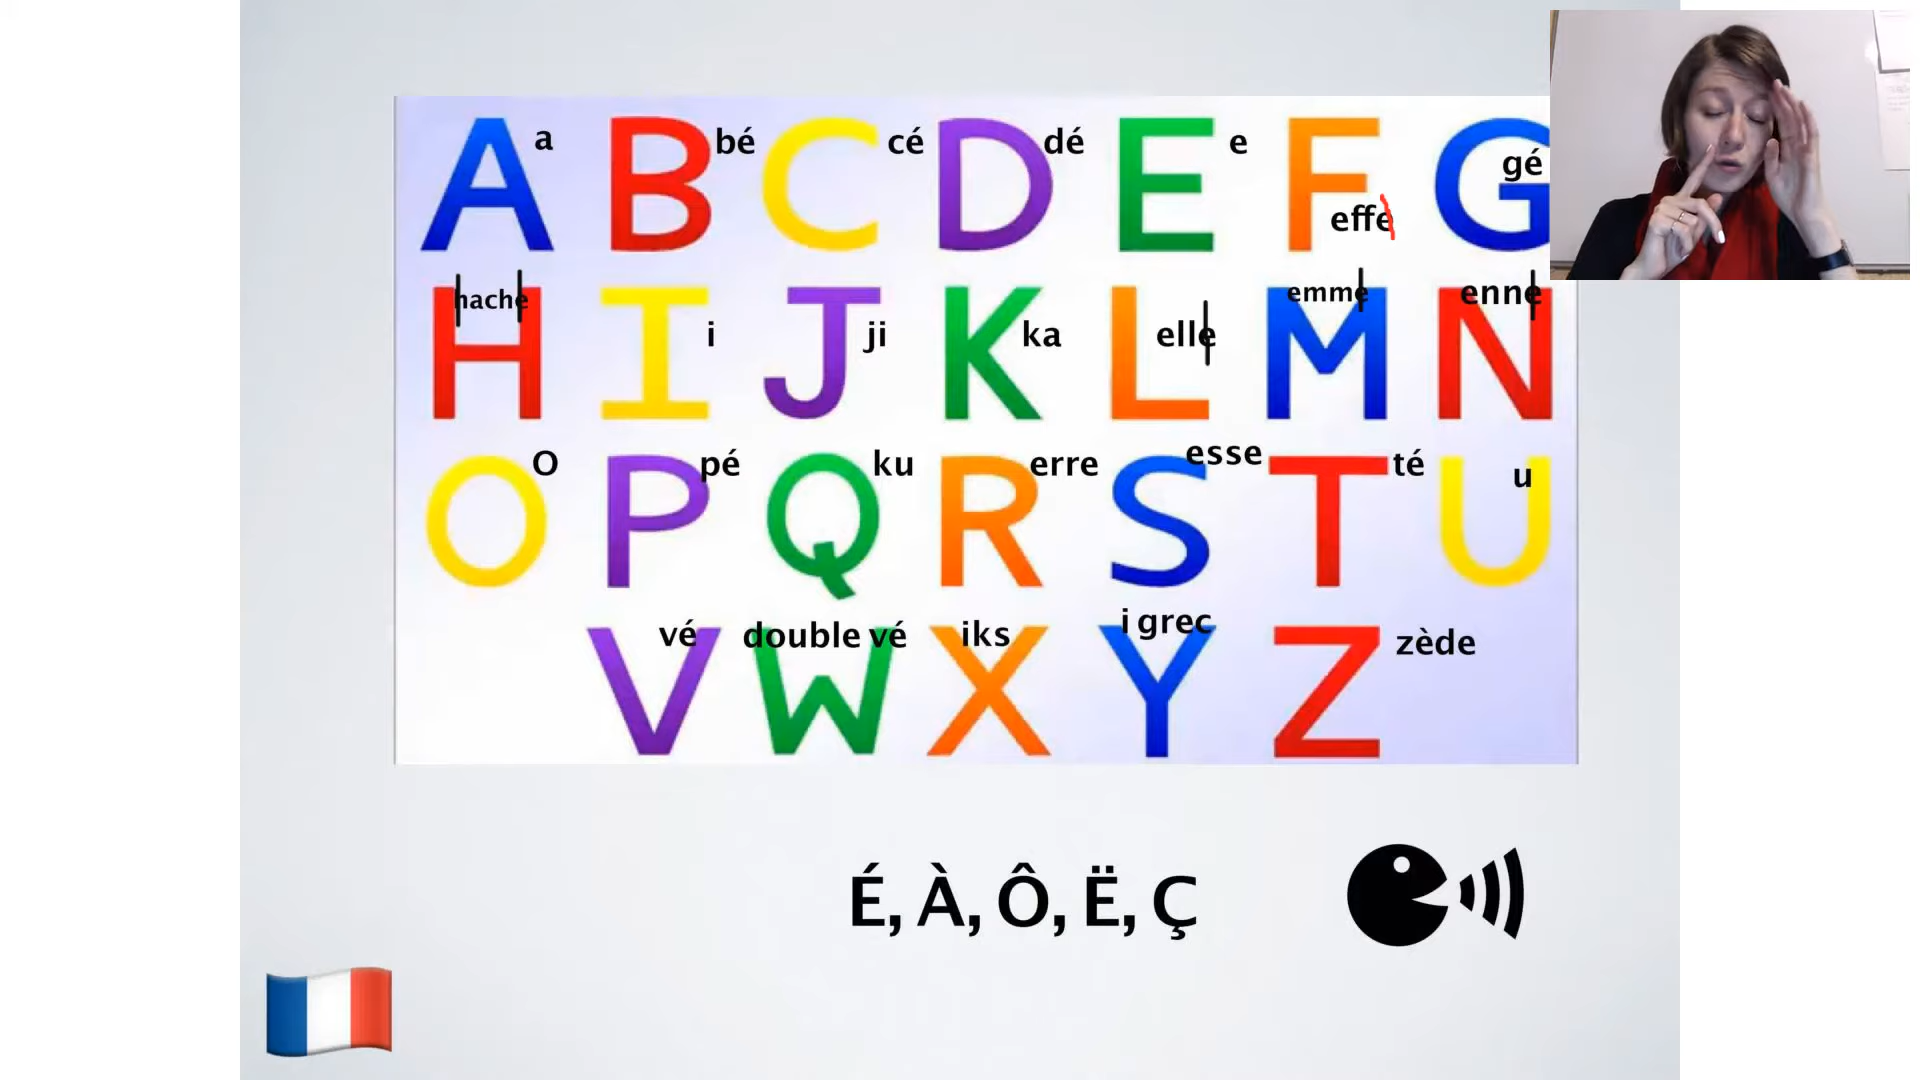 A a B bé C cé D dé E e F effe G gé
H hache I i J ji K ka L elle M emme N enne
O O P pé Q ku R erre S esse T té U u
V vé W double vé X iks Y i grec Z zède
É, À, Ô, Ë, Ç